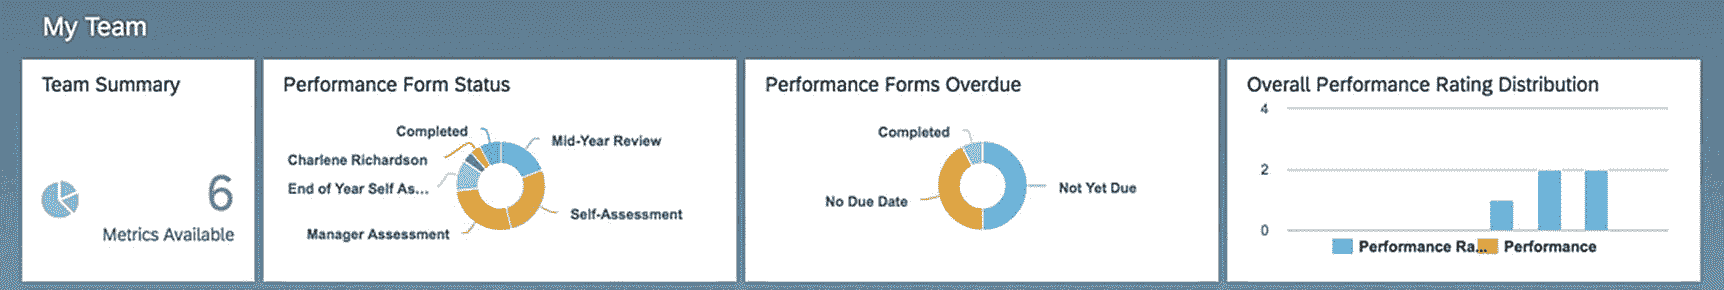 My Team
Team Summary
6
Metrics Available
Performance Form Status
Completed
Mid-Year Review
Charlene Richardson
End of Year Self As...
Self-Assessment
Manager Assessment
Performance Forms Overdue
Completed
Not Yet Due
No Due Date
Overall Performance Rating Distribution
4
2
0
Performance Ra... Performance